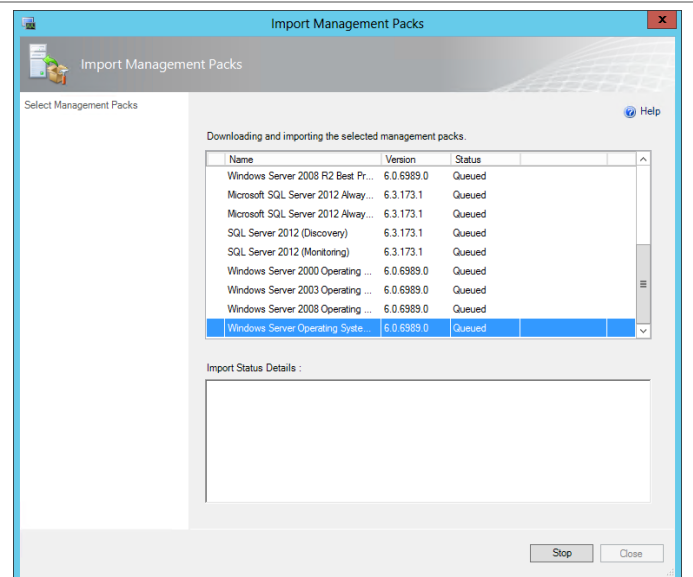 Import Management Packs
x
Import Management Packs
Select Management Packs
Help
Downloading and importing the selected management packs.
Name Version Status
Windows Server 2008 R2 Best Pr... 6.0.6989.0 Queued
Microsoft SQL Server 2012 Alway... 6.3.173.1 Queued
Microsoft SQL Server 2012 Alway... 6.3.173.1 Queued
SQL Server 2012 (Discovery) 6.3.173.1 Queued
SQL Server 2012 (Monitoring) 6.3.173.1 Queued
Windows Server 2000 Operating ... 6.0.6989.0 Queued
Windows Server 2003 Operating ... 6.0.6989.0 Queued
Windows Server 2008 Operating ... 6.0.6989.0 Queued
Windows Server Operating Syste... 6.0.6989.0 Queued
Import Status Details :
Stop Close